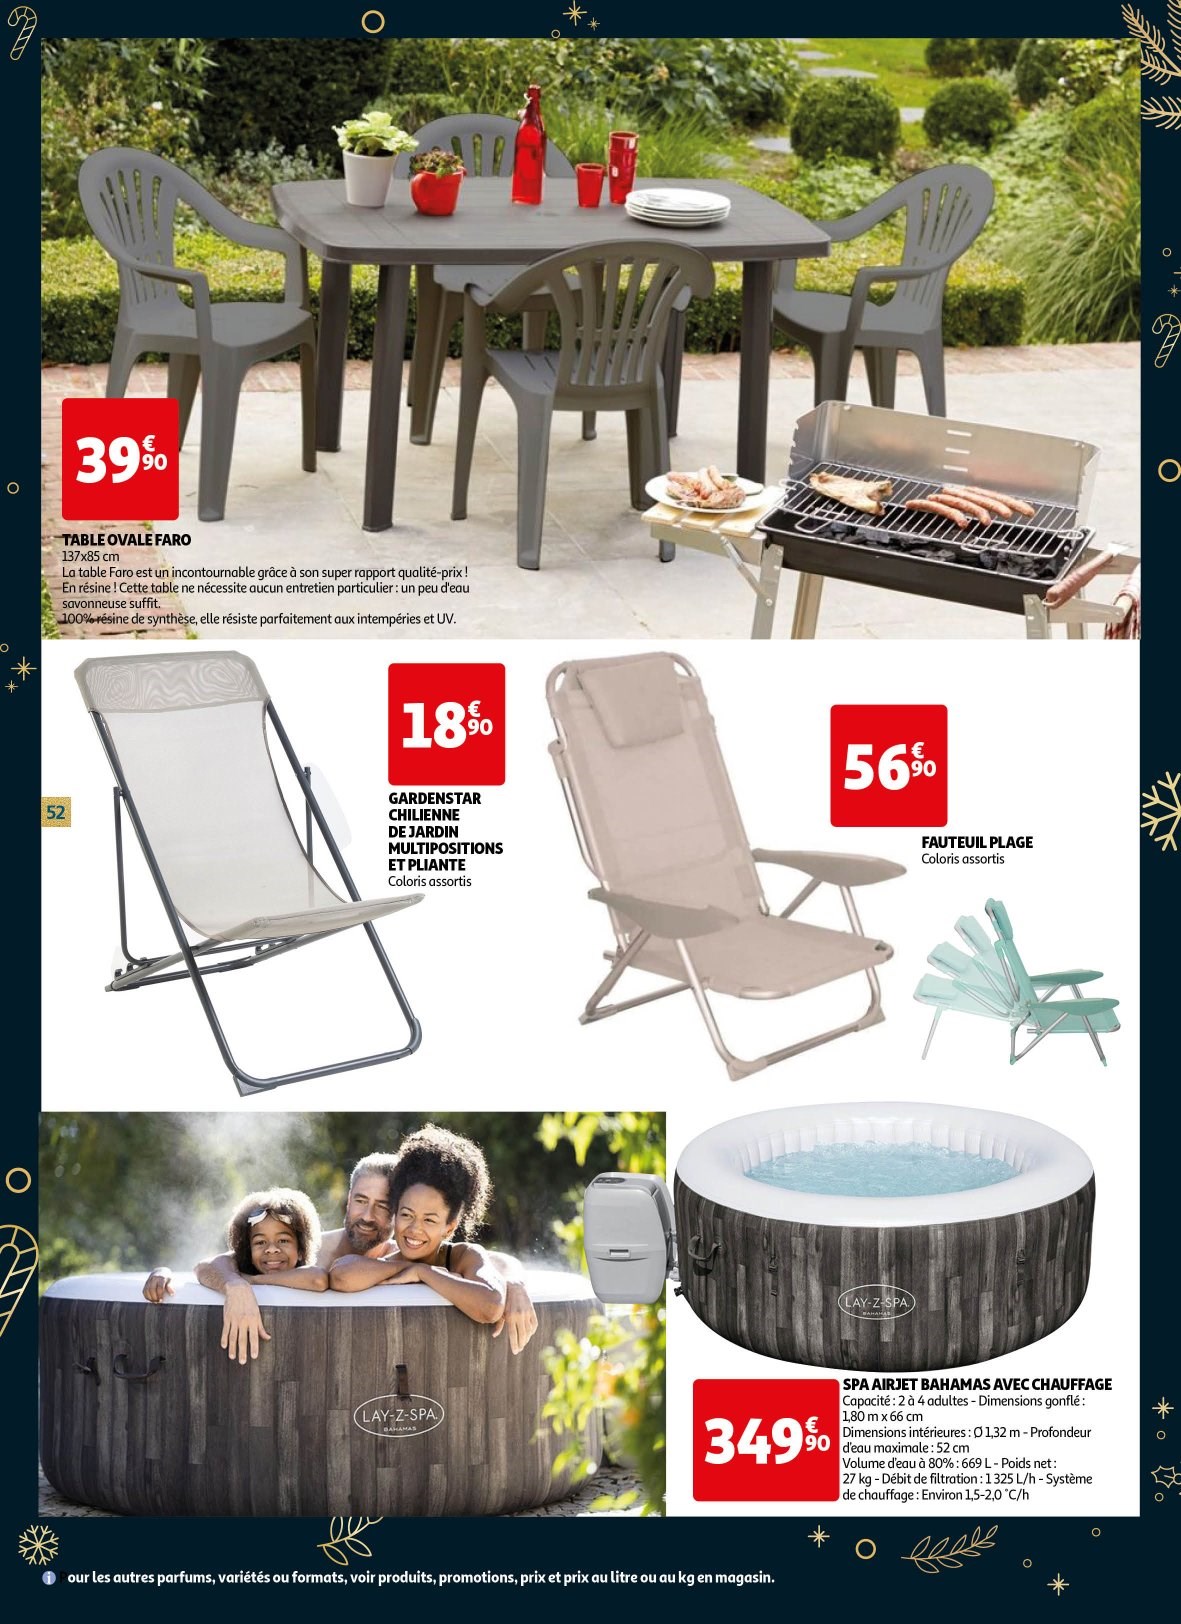 39€90
TABLE OVALE FARO
137x85 cm
La table Faro est un incontournable grâce à son super rapport qualité-prix !
En résine ! Cette table ne nécessite aucun entretien particulier : un peu d'eau
savonneuse suffit.
100% résine de synthèse, elle résiste parfaitement aux intempéries et UV.
18€90
GARDENSTAR
CHILIENNE
DE JARDIN
MULTIPOSITIONS
ET PLIANTE
Coloris assortis
56€90
FAUTEUIL PLAGE
Coloris assortis
52
LAY-Z-SPA.
BAHAMAS
LAY-Z-SPA.
BAHAMAS
349€90
SPA AIRJET BAHAMAS AVEC CHAUFFAGE
Capacité : 2 à 4 adultes - Dimensions gonflé :
1,80 m x 66 cm
Dimensions intérieures : Ø 1,32 m - Profondeur
d'eau maximale : 52 cm
Volume d'eau à 80% : 669 L - Poids net :
27 kg - Débit de filtration : 1 325 L/h - Système
de chauffage : Environ 1,5-2,0 °C/h
i Pour les autres parfums, variétés ou formats, voir produits, promotions, prix et prix au litre ou au kg en magasin.